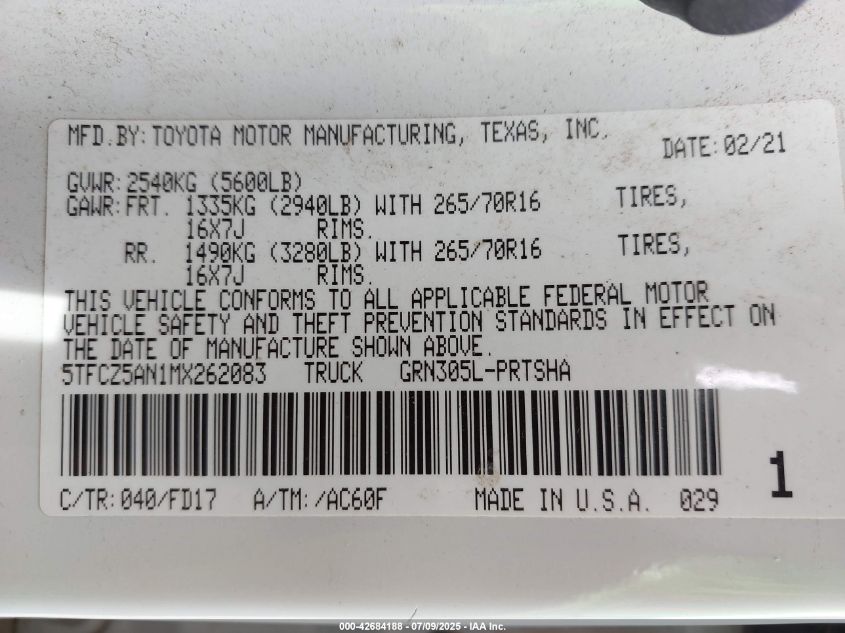 MFD.BY:TOYOTA MOTOR MANUFACTURING, TEXAS, INC.
DATE:02/21
GVWR:2540KG (5600LB)
GAWR:FRT. 1335KG (2940LB) WITH 265/70R16 TIRES,
16X7J RIMS.
RR. 1490KG (3280LB) WITH 265/70R16 TIRES,
16X7J RIMS.
THIS VEHICLE CONFORMS TO ALL APPLICABLE FEDERAL MOTOR
VEHICLE SAFETY AND THEFT PREVENTION STANDARDS IN EFFECT ON
THE DATE OF MANUFACTURE SHOWN ABOVE.
5TFCZ5AN1MX262083 TRUCK GRN305L-PRTSHA
1
C/TR:040/FD17 A/TM:/AC60F MADE IN U.S.A. 029
000-42684188 - 07/09/2025 - IAA Inc.